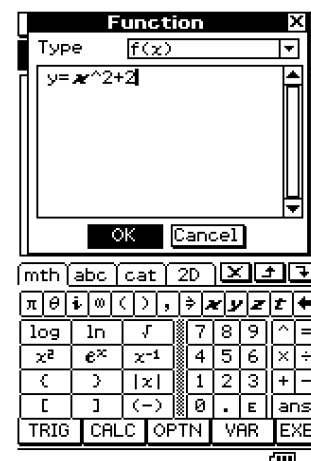 Function
Type f(x)
y=x^2+2
OK Cancel
mth abc cat 2D
π θ i ∞ ( ) , ⇒ x y z t ←
log ln √ 7 8 9 ^ =
x² eˣ x⁻¹ 4 5 6 × ÷
{ } |x| 1 2 3 + −
[ ] (−) 0 . E ans
TRIG CALC OPTN VAR EXE